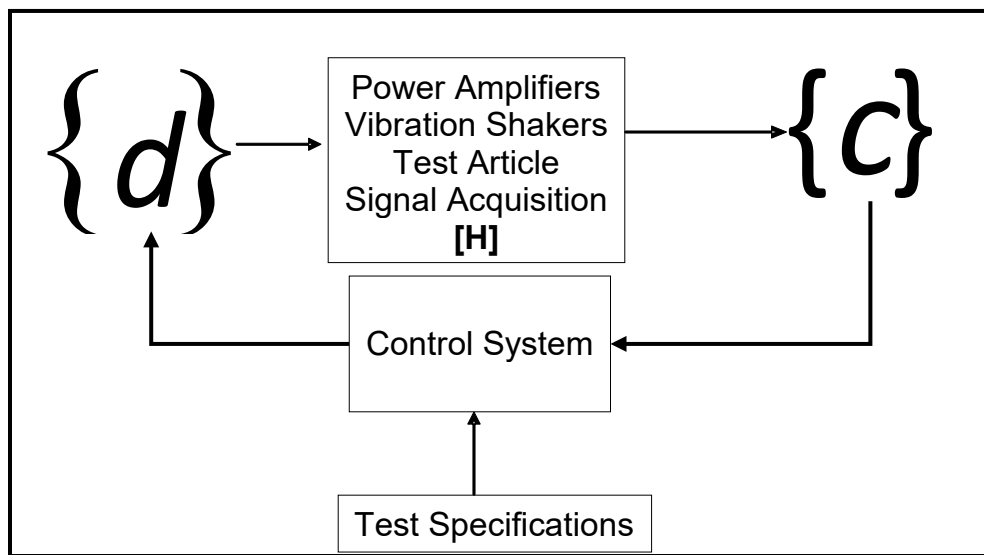 {d}
Power Amplifiers
Vibration Shakers
Test Article
Signal Acquisition
[H]
{c}
Control System
Test Specifications